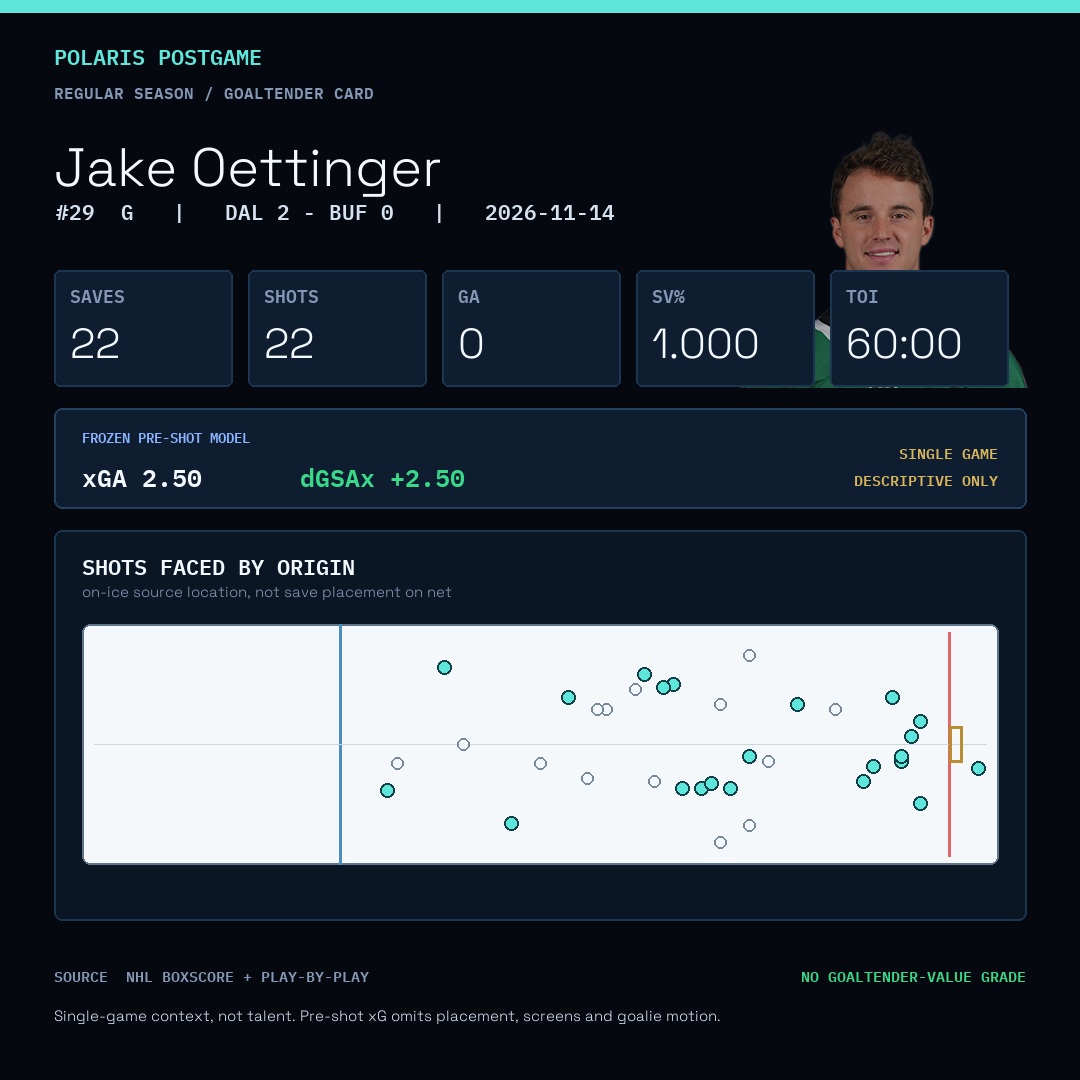 POLARIS POSTGAME
REGULAR SEASON / GOALTENDER CARD
Jake Oettinger
#29 G | DAL 2 - BUF 0 | 2026-11-14
SAVES SHOTS GA SV% TOI
22 22 0 1.000 60:00
FROZEN PRE-SHOT MODEL
xGA 2.50 dGSAx +2.50
SINGLE GAME
DESCRIPTIVE ONLY
SHOTS FACED BY ORIGIN
on-ice source location, not save placement on net
SOURCE NHL BOXSCORE + PLAY-BY-PLAY
NO GOALTENDER-VALUE GRADE
Single-game context, not talent. Pre-shot xG omits placement, screens and goalie motion.